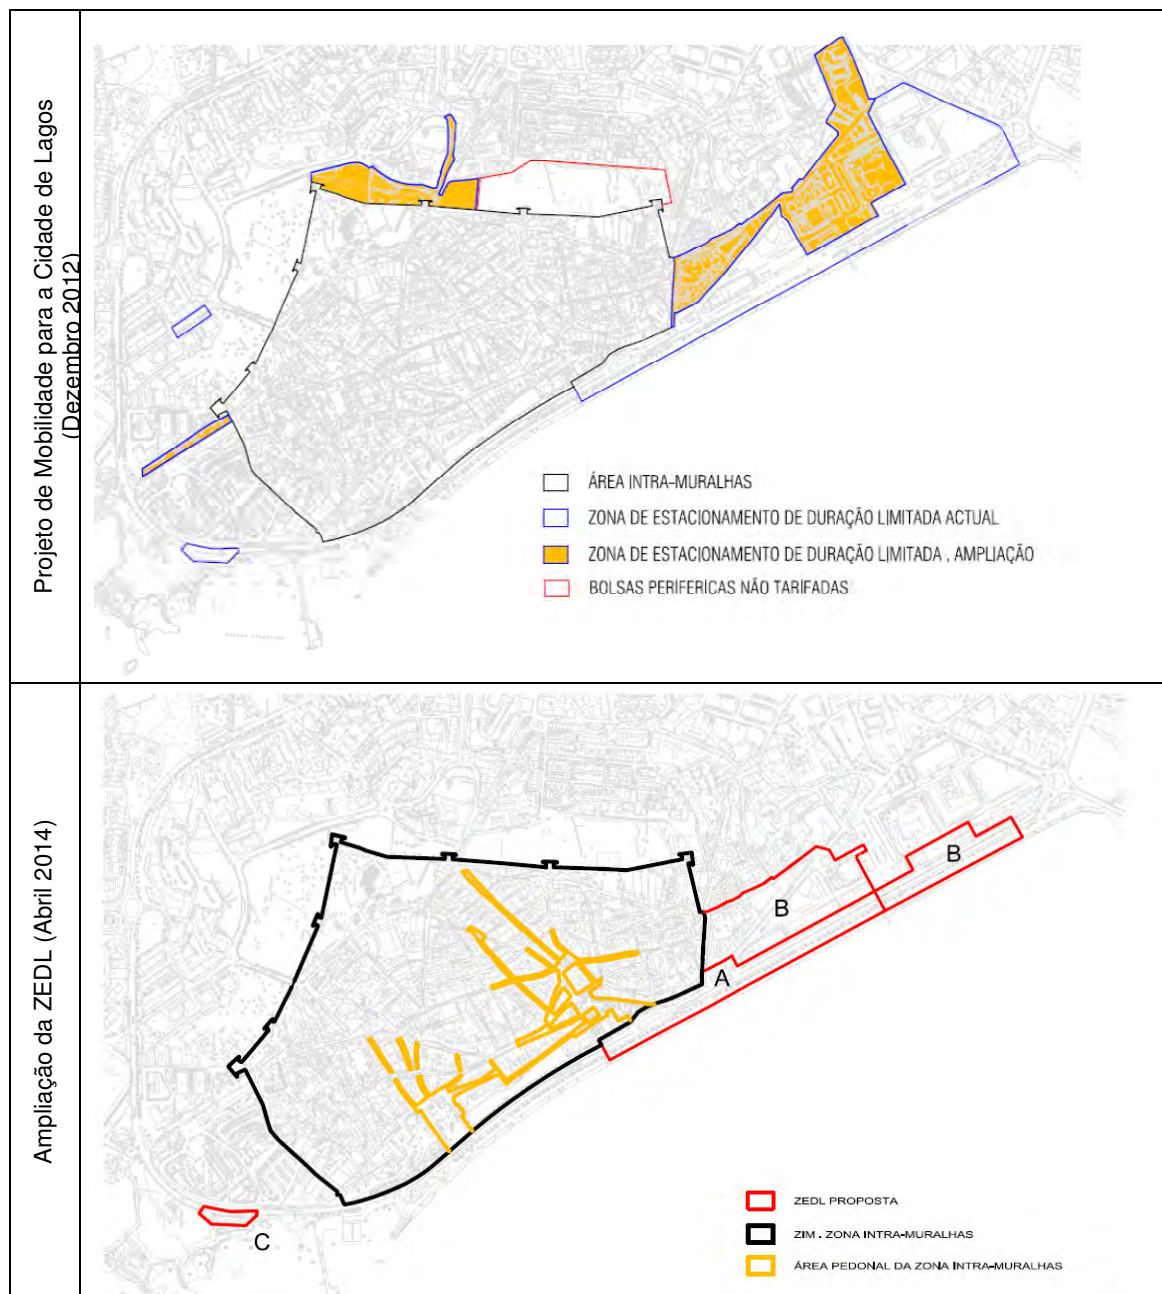 Projeto de Mobilidade para a Cidade de Lagos
(Dezembro 2012)
ÁREA INTRA-MURALHAS
ZONA DE ESTACIONAMENTO DE DURAÇÃO LIMITADA ACTUAL
ZONA DE ESTACIONAMENTO DE DURAÇÃO LIMITADA . AMPLIAÇÃO
BOLSAS PERIFERICAS NÃO TARIFADAS
Ampliação da ZEDL (Abril 2014)
B
B
A
C
ZEDL PROPOSTA
ZIM . ZONA INTRA-MURALHAS
ÁREA PEDONAL DA ZONA INTRA-MURALHAS